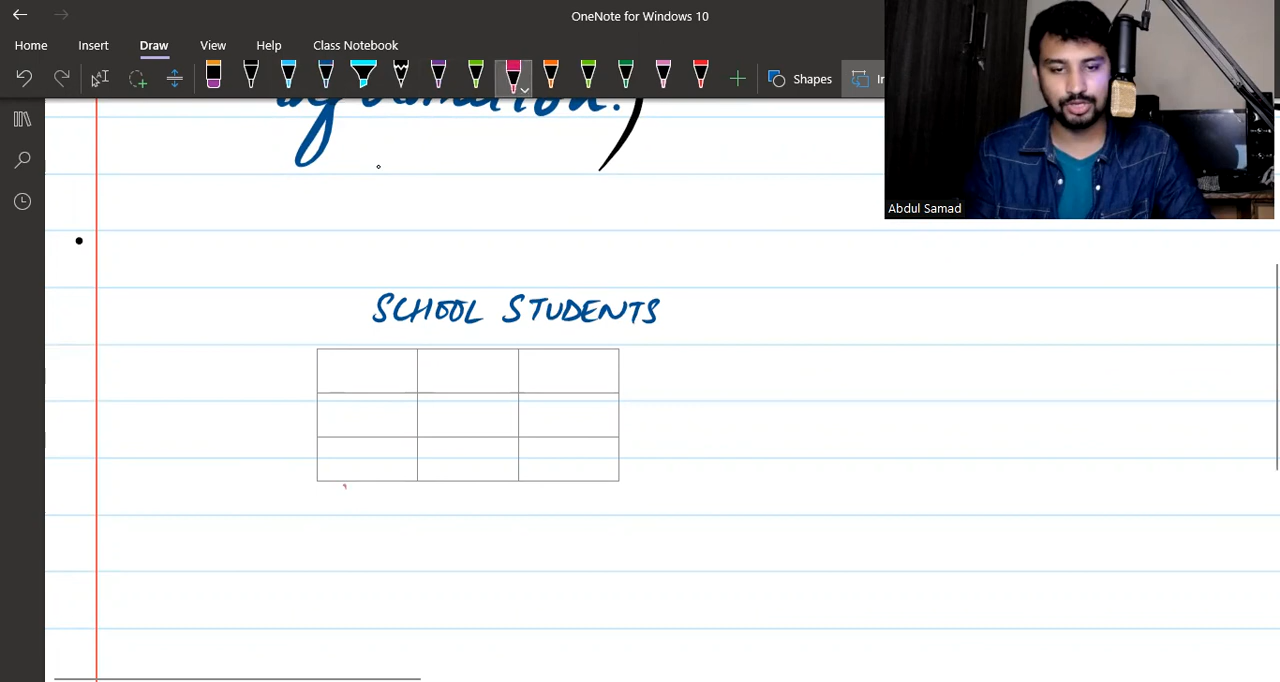 OneNote for Windows 10
Home Insert Draw View Help Class Notebook
Shapes
Abdul Samad
SCHOOL STUDENTS